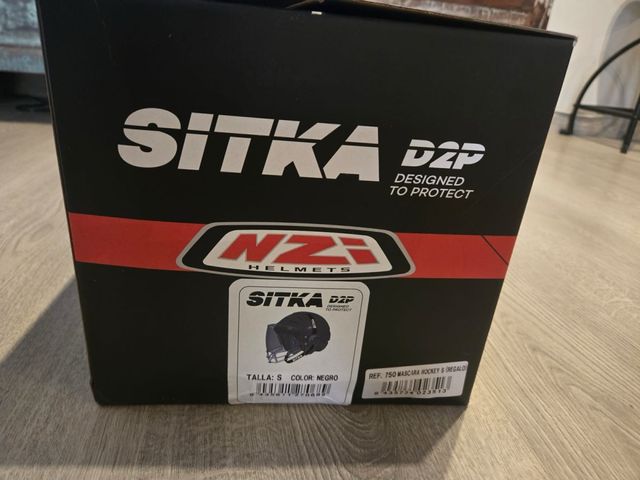 SITKA D2P
DESIGNED
TO PROTECT
NZi
HELMETS
SITKA D2P
DESIGNED
TO PROTECT
SITKA
TALLA: S COLOR: NEGRO
REF. 750 MASCARA HOCKEY S (REGALO)